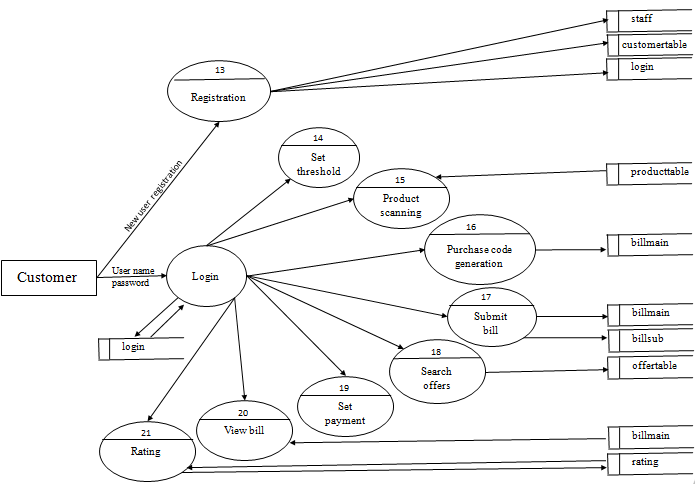 staff
customertable
login
13
Registration
New user registration
14
Set
threshold
15
Product
scanning
producttable
16
Purchase code
generation
billmain
Customer
User name
password
Login
17
Submit
bill
billmain
billsub
login
18
Search
offers
offertable
19
Set
payment
20
View bill
billmain
21
Rating
rating